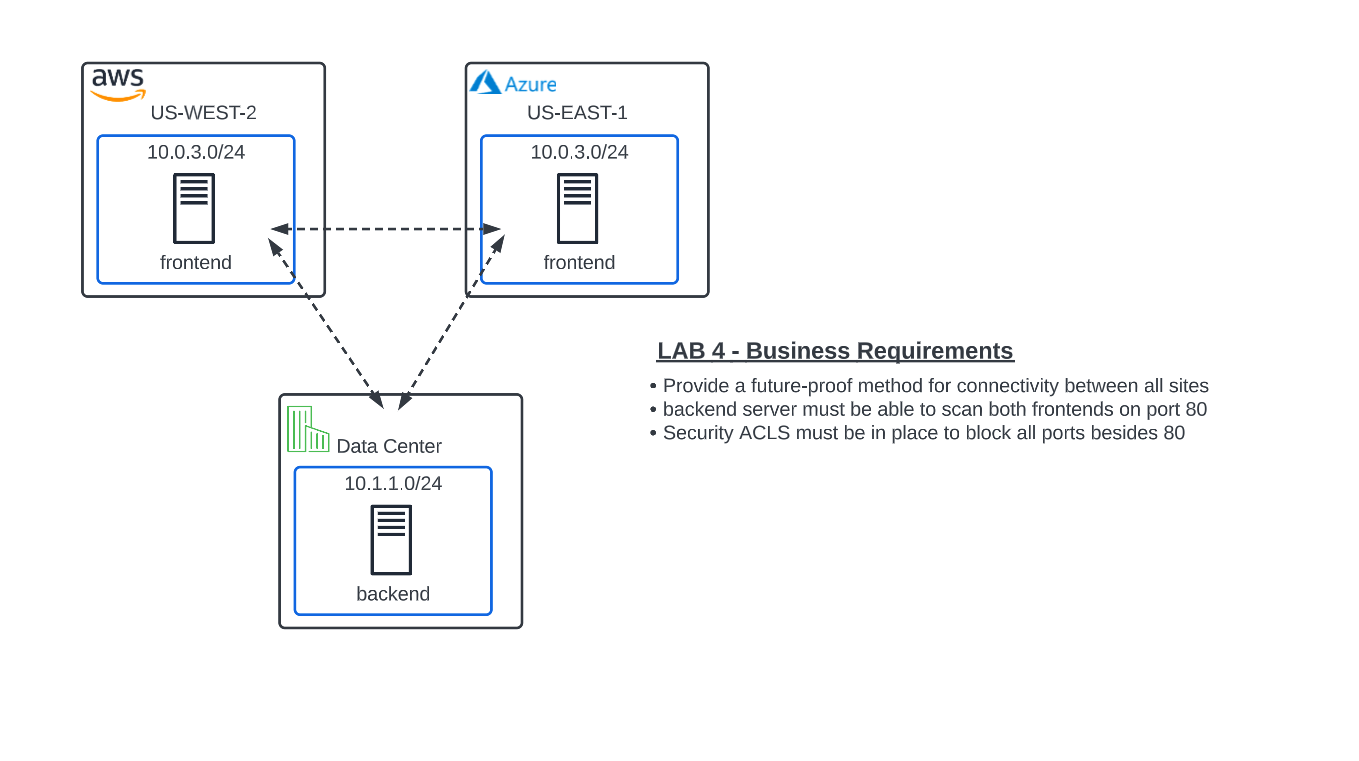 aws
US-WEST-2
10.0.3.0/24
frontend
Azure
US-EAST-1
10.0.3.0/24
frontend
LAB 4 - Business Requirements
• Provide a future-proof method for connectivity between all sites
• backend server must be able to scan both frontends on port 80
• Security ACLS must be in place to block all ports besides 80
Data Center
10.1.1.0/24
backend